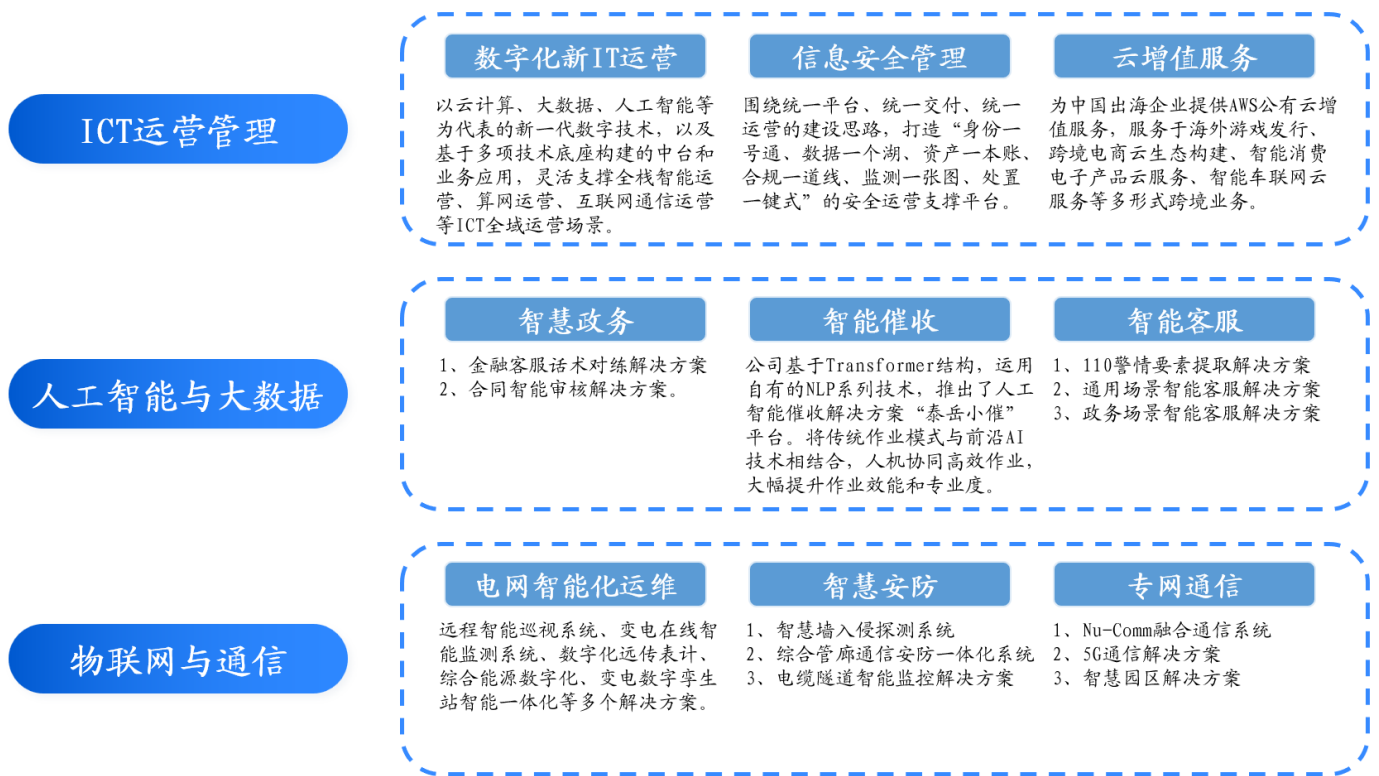 ICT运营管理
数字化新IT运营
以云计算、大数据、人工智能等
为代表的新一代数字技术，以及
基于多项技术底座构建的中台和
业务应用，灵活支撑全栈智能运
营、算网运营、互联网通信运营
等ICT全域运营场景。
信息安全管理
围绕统一平台、统一交付、统一
运营的建设思路，打造“身份一
号通、数据一个湖、资产一本账、
合规一道线、监测一张图、处置
一键式”的安全运营支撑平台。
云增值服务
为中国出海企业提供AWS公有云增
值服务，服务于海外游戏发行、
跨境电商云生态构建、智能消费
电子产品云服务、智能车联网云
服务等多形式跨境业务。
人工智能与大数据
智慧政务
1、金融客服话术对练解决方案
2、合同智能审核解决方案。
智能催收
公司基于Transformer结构，运用
自有的NLP系列技术，推出了人工
智能催收解决方案“泰岳小催”
平台。将传统作业模式与前沿AI
技术相结合，人机协同高效作业，
大幅提升作业效能和专业度。
智能客服
1、110警情要素提取解决方案
2、通用场景智能客服解决方案
3、政务场景智能客服解决方案
物联网与通信
电网智能化运维
远程智能巡视系统、变电在线智
能监测系统、数字化远传表计、
综合能源数字化、变电数字孪生
站智能一体化等多个解决方案。
智慧安防
1、智慧墙入侵探测系统
2、综合管廊通信安防一体化系统
3、电缆隧道智能监控解决方案
专网通信
1、Nu-Comm融合通信系统
2、5G通信解决方案
3、智慧园区解决方案